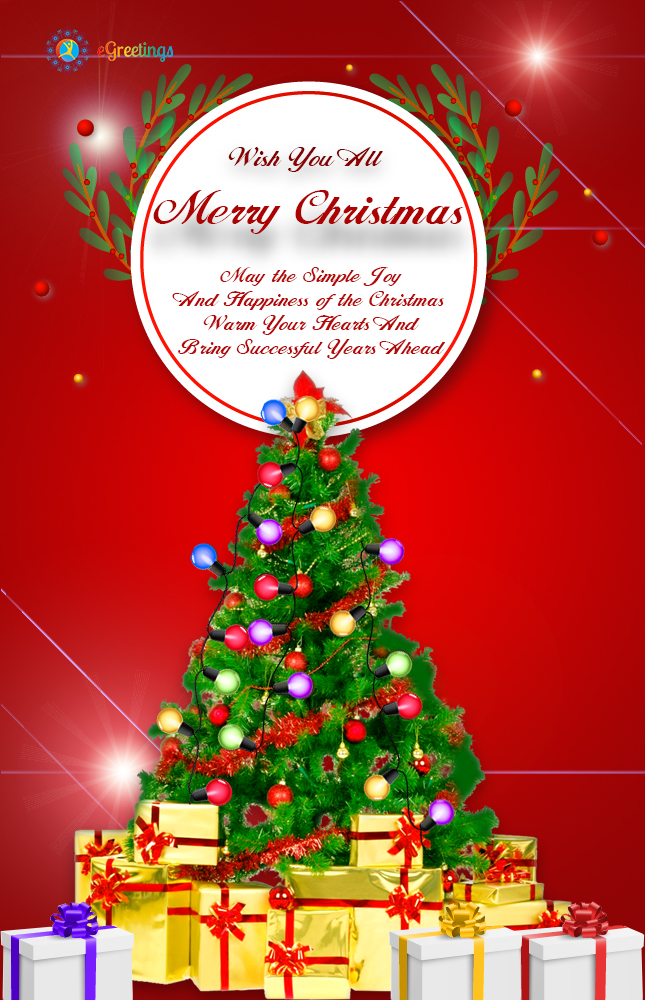 eGreetings
Wish You All
Merry Christmas
May the Simple Joy
And Happiness of the Christmas
Warm Your Hearts And
Bring Successful Years Ahead